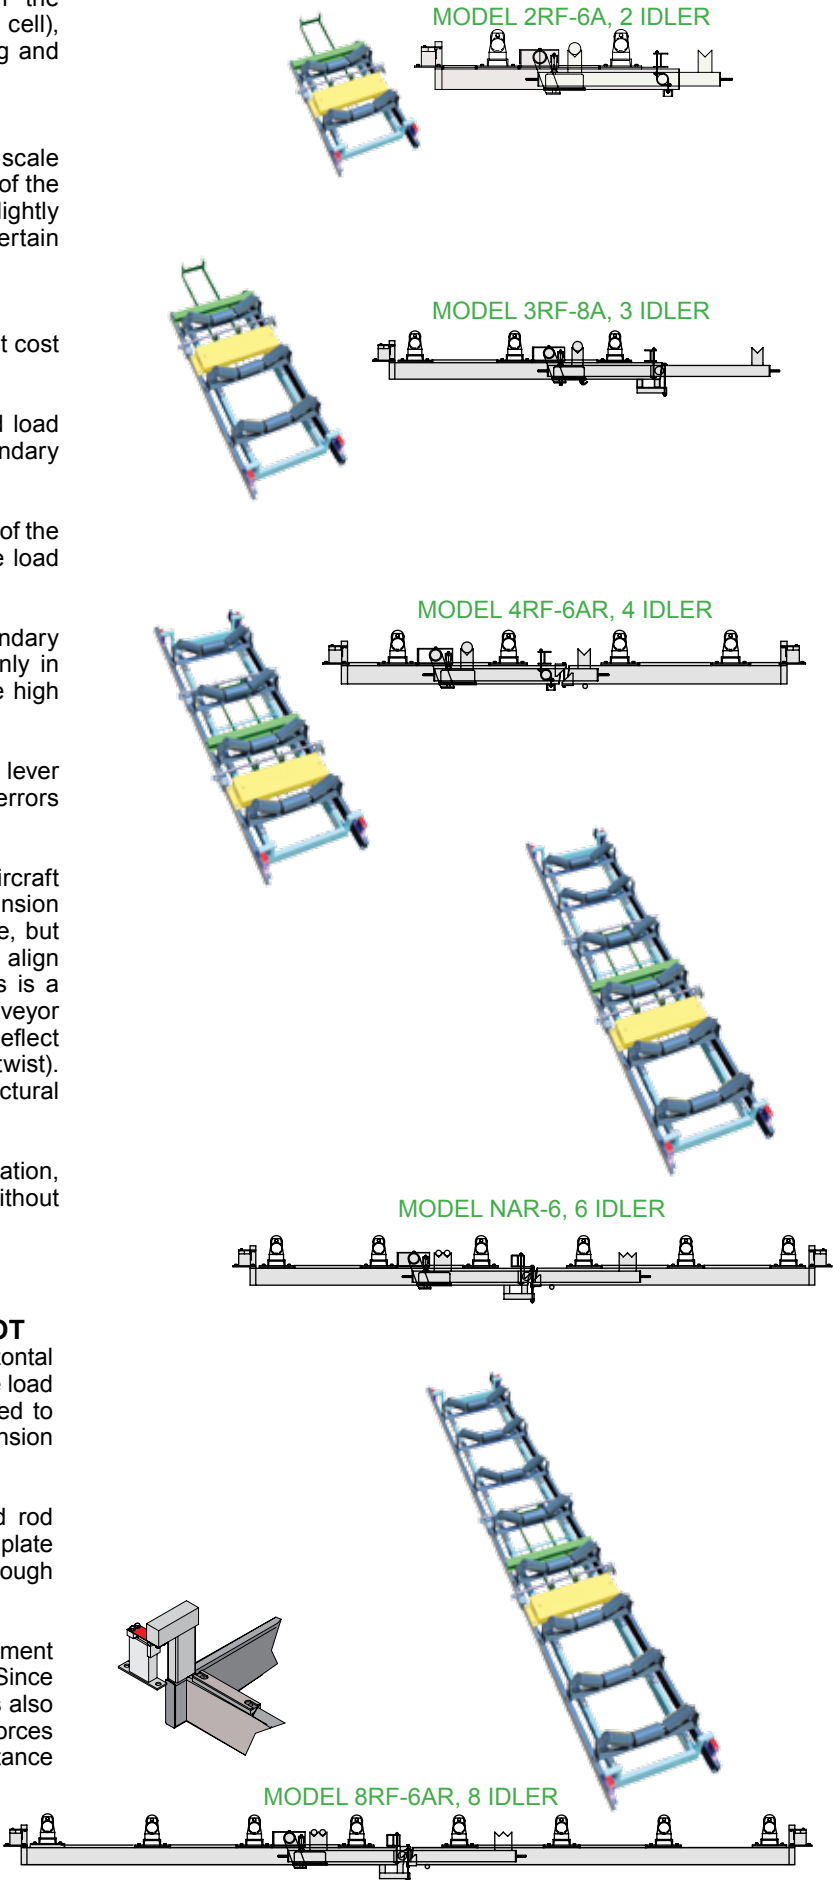 the
cell),
g and
scale
of the
lightly
ertain
t cost
load
ndary
of the
e load
ndary
nly in
e high
lever
errors
ircraft
nsion
e, but
align
s is a
veyor
eflect
twist).
ctural
ation,
ithout
OT
zontal
e load
ed to
nsion
d rod
plate
ough
ment
Since
s also
orces
tance
MODEL 2RF-6A, 2 IDLER
MODEL 3RF-8A, 3 IDLER
MODEL 4RF-6AR, 4 IDLER
MODEL NAR-6, 6 IDLER
MODEL 8RF-6AR, 8 IDLER